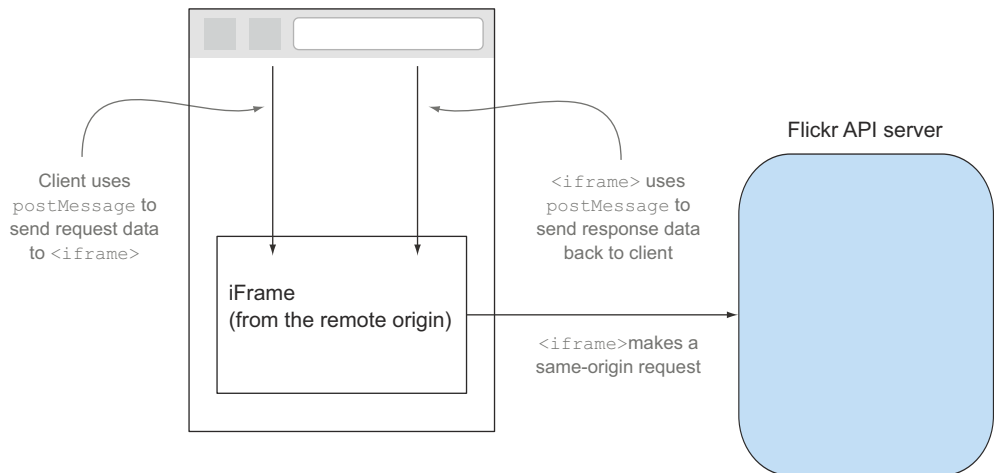 Flickr API server
Client uses
postMessage to
send request data
to <iframe>
<iframe> uses
postMessage to
send response data
back to client
iFrame
(from the remote origin)
<iframe>makes a
same-origin request